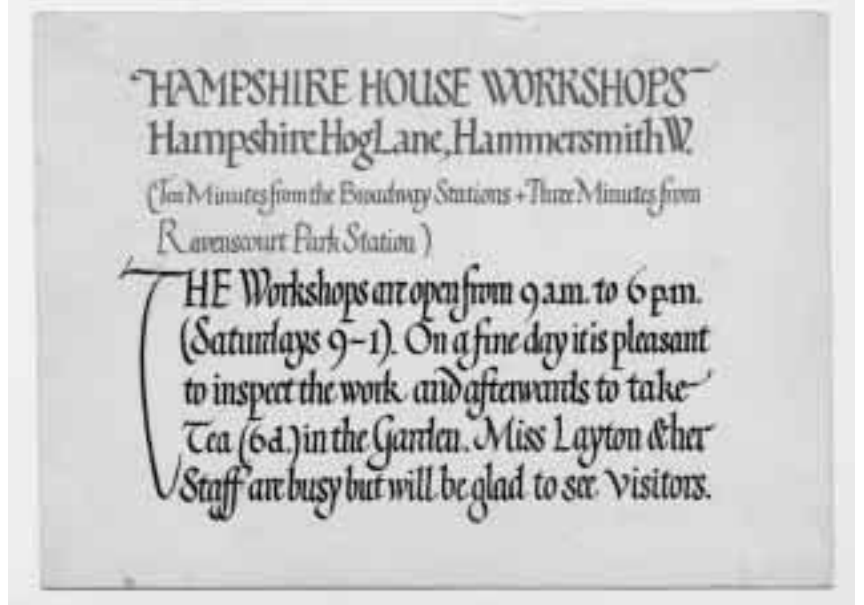 HAMPSHIRE HOUSE WORKSHOPS
Hampshire Hog Lane, Hammersmith W.
(Ten Minutes from the Broadway Stations + Three Minutes from
Ravenscourt Park Station)
THE Workshops are open from 9 a.m. to 6 p.m.
(Saturdays 9-1). On a fine day it is pleasant
to inspect the work and afterwards to take
Tea (6d.) in the Garden. Miss Layton & her
Staff are busy but will be glad to see visitors.